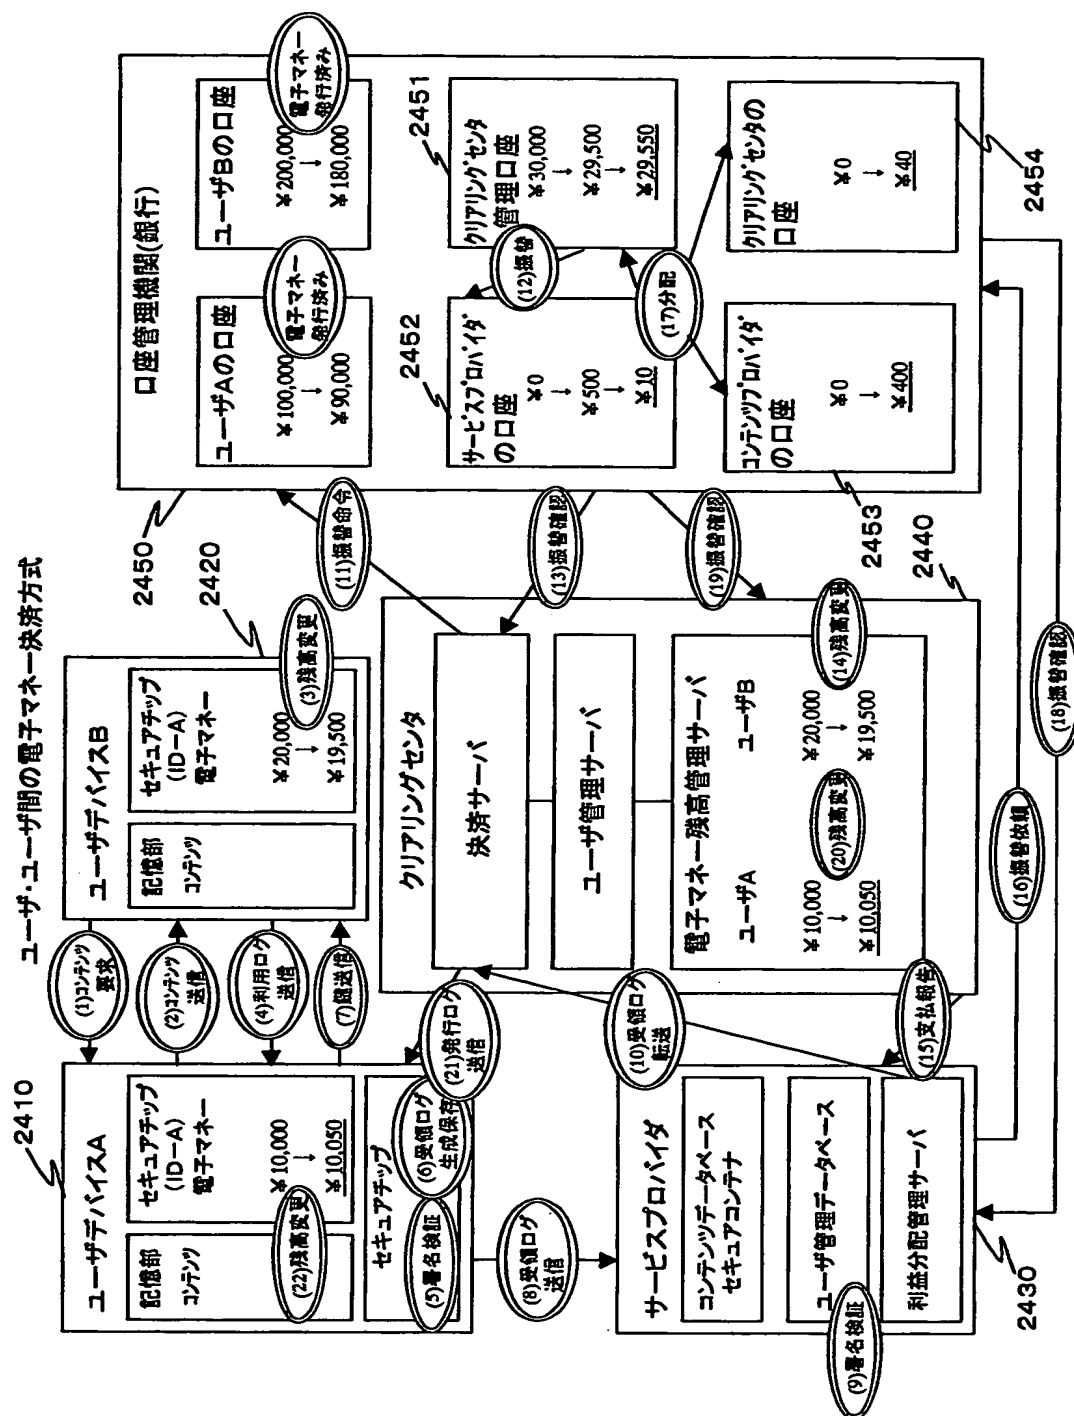 ユーザ・ユーザ間の電子マネー決済方式
2410
ユーザデバイスA
記憶部
コンテンツ
セキュアチップ
(ID−A)
電子マネー
¥10,000
↓
¥10,050
(22)残高変更
セキュアチップ
(5)署名検証
(6)受領ログ
生成保存
(1)コンテンツ
要求
(2)コンテンツ
送信
(4)利用ログ
送信
(7)鍵送信
2420
ユーザデバイスB
記憶部
コンテンツ
セキュアチップ
(ID−A)
電子マネー
¥20,000
↓
¥19,500
(3)残高変更
(8)受領ログ
送信
(21)発行ログ
送信
(10)受領ログ
転送
(15)支払報告
サービスプロバイダ
コンテンツデータベース
セキュアコンテナ
ユーザ管理データベース
(9)署名検証
利益分配管理サーバ
2430
クリアリングセンタ
決済サーバ
ユーザ管理サーバ
電子マネー残高管理サーバ
ユーザA
¥10,000
↓
¥10,050
(20)残高変更
ユーザB
¥20,000
↓
¥19,500
(14)残高変更
2440
(11)振替命令
(13)振替確認
(19)振替確認
(16)振替依頼
(18)振替確認
2450
口座管理機関(銀行)
ユーザAの口座
¥100,000
↓
¥90,000
電子マネー
発行済み
ユーザBの口座
¥200,000
↓
¥180,000
電子マネー
発行済み
2452
サービスプロバイダ
の口座
¥0
↓
¥500
↓
¥10
(12)振替
2451
クリアリングセンタ
管理口座
¥30,000
↓
¥29,500
↓
¥29,550
(17)分配
コンテンツプロバイダ
の口座
¥0
↓
¥400
2453
クリアリングセンタの
口座
¥0
↓
¥40
2454